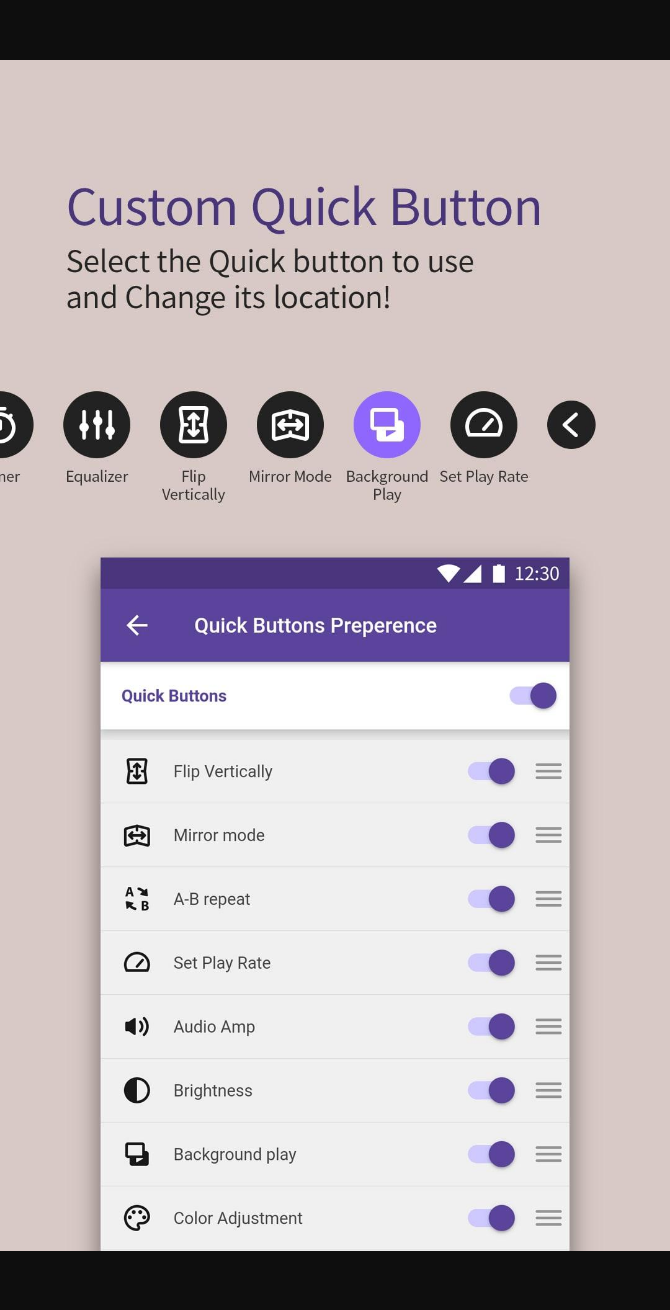 Custom Quick Button
Select the Quick button to use
and Change its location!
Equalizer
Flip
Vertically
Mirror Mode
Background
Play
Set Play Rate
12:30
Quick Buttons Preperence
Quick Buttons
Flip Vertically
Mirror mode
A-B repeat
Set Play Rate
Audio Amp
Brightness
Background play
Color Adjustment